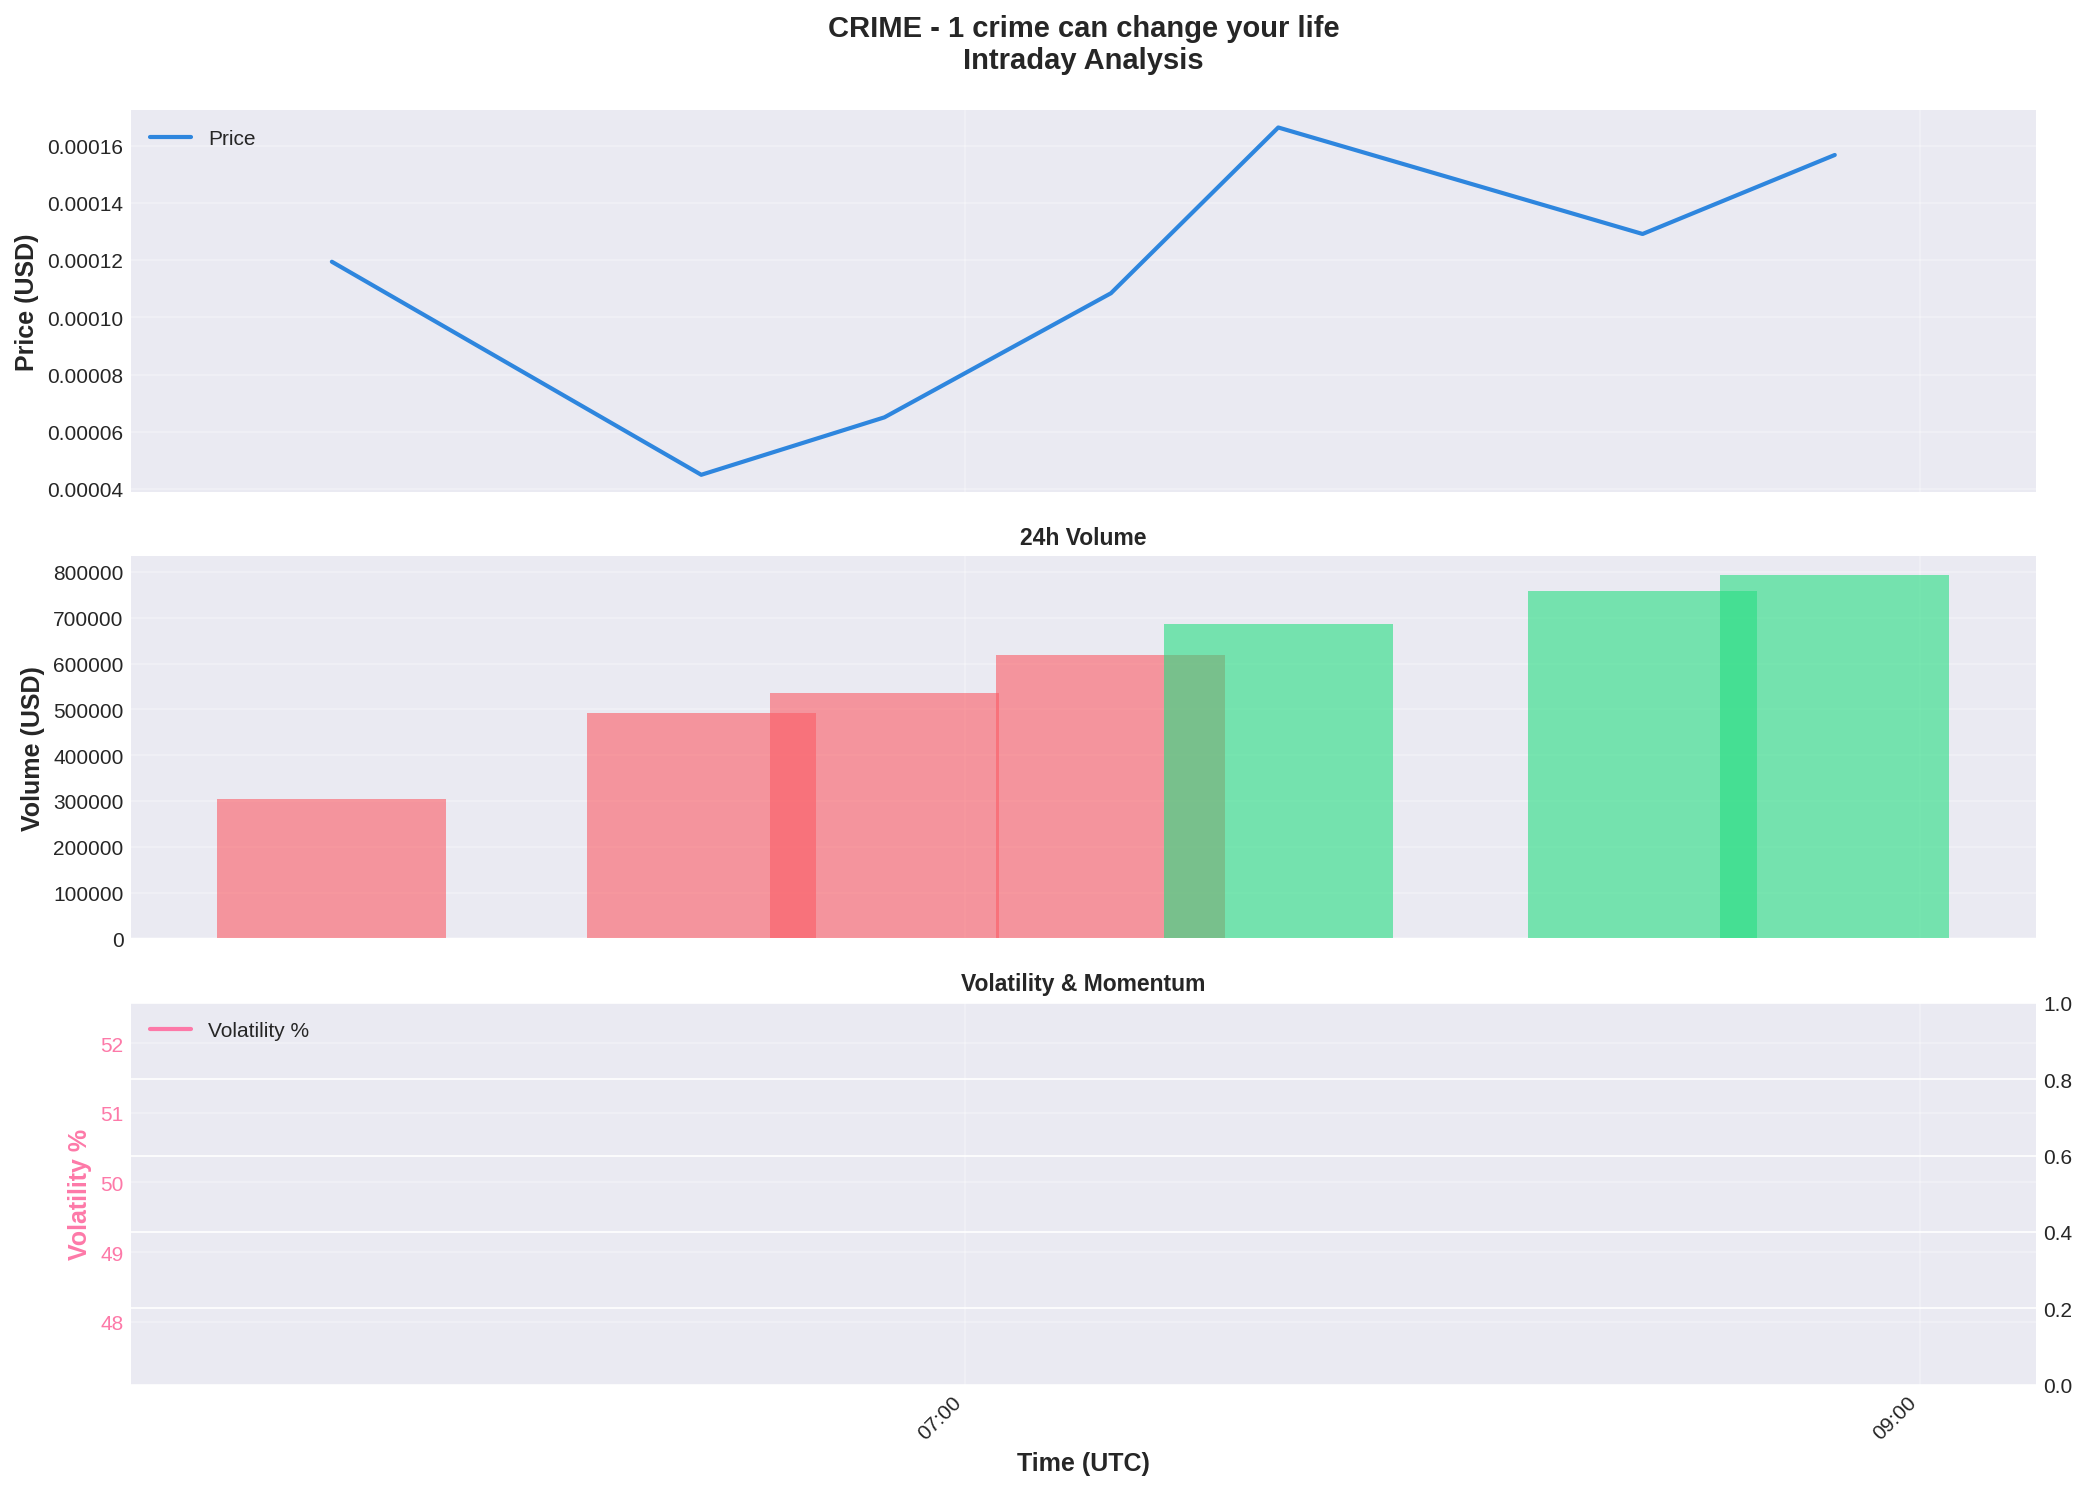 CRIME - 1 crime can change your life
Intraday Analysis
Price
0.00016
0.00014
0.00012
0.00010
0.00008
0.00006
0.00004
Price (USD)
24h Volume
800000
700000
600000
500000
400000
300000
200000
100000
0
Volume (USD)
Volatility & Momentum
Volatility %
52
51
50
49
48
Volatility %
1.0
0.8
0.6
0.4
0.2
0.0
07:00
09:00
Time (UTC)